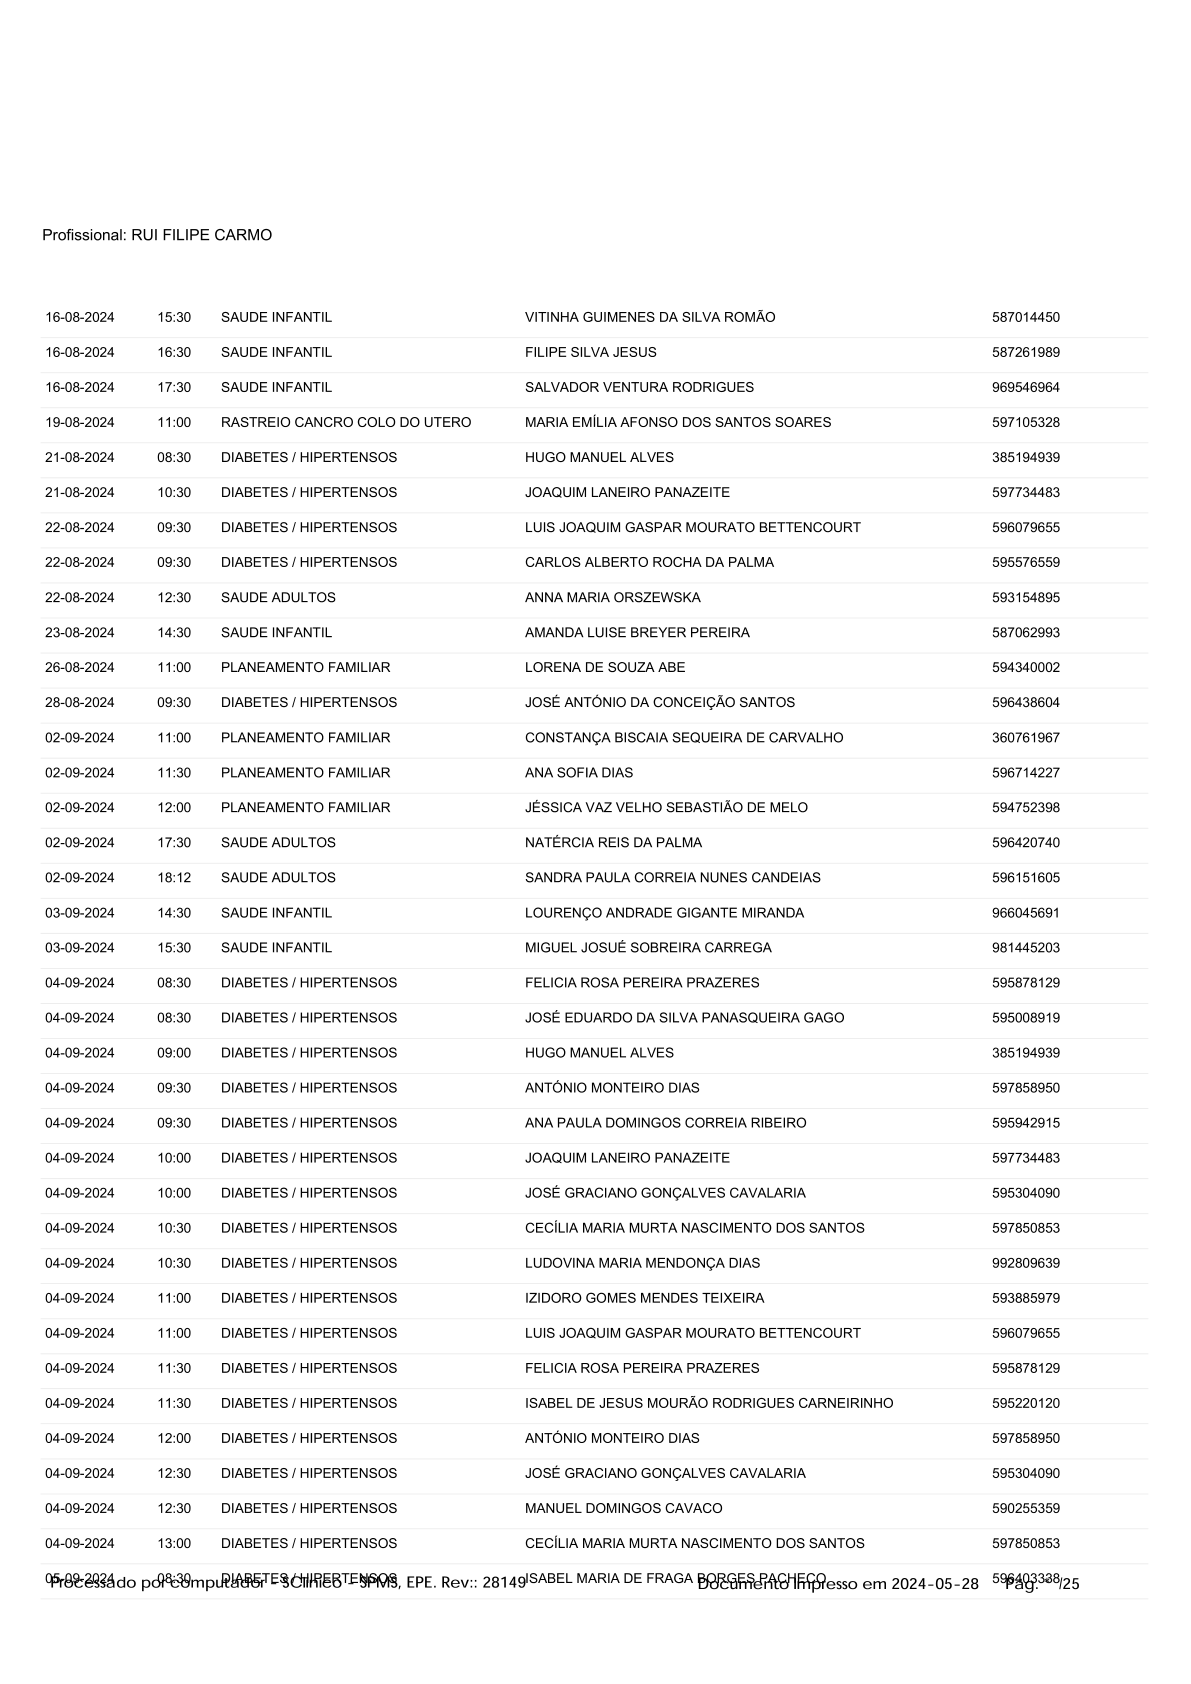 Profissional: RUI FILIPE CARMO
16-08-2024 15:30 SAUDE INFANTIL VITINHA GUIMENES DA SILVA ROMÃO 587014450
16-08-2024 16:30 SAUDE INFANTIL FILIPE SILVA JESUS 587261989
16-08-2024 17:30 SAUDE INFANTIL SALVADOR VENTURA RODRIGUES 969546964
19-08-2024 11:00 RASTREIO CANCRO COLO DO UTERO MARIA EMÍLIA AFONSO DOS SANTOS SOARES 597105328
21-08-2024 08:30 DIABETES / HIPERTENSOS HUGO MANUEL ALVES 385194939
21-08-2024 10:30 DIABETES / HIPERTENSOS JOAQUIM LANEIRO PANAZEITE 597734483
22-08-2024 09:30 DIABETES / HIPERTENSOS LUIS JOAQUIM GASPAR MOURATO BETTENCOURT 596079655
22-08-2024 09:30 DIABETES / HIPERTENSOS CARLOS ALBERTO ROCHA DA PALMA 595576559
22-08-2024 12:30 SAUDE ADULTOS ANNA MARIA ORSZEWSKA 593154895
23-08-2024 14:30 SAUDE INFANTIL AMANDA LUISE BREYER PEREIRA 587062993
26-08-2024 11:00 PLANEAMENTO FAMILIAR LORENA DE SOUZA ABE 594340002
28-08-2024 09:30 DIABETES / HIPERTENSOS JOSÉ ANTÓNIO DA CONCEIÇÃO SANTOS 596438604
02-09-2024 11:00 PLANEAMENTO FAMILIAR CONSTANÇA BISCAIA SEQUEIRA DE CARVALHO 360761967
02-09-2024 11:30 PLANEAMENTO FAMILIAR ANA SOFIA DIAS 596714227
02-09-2024 12:00 PLANEAMENTO FAMILIAR JÉSSICA VAZ VELHO SEBASTIÃO DE MELO 594752398
02-09-2024 17:30 SAUDE ADULTOS NATÉRCIA REIS DA PALMA 596420740
02-09-2024 18:12 SAUDE ADULTOS SANDRA PAULA CORREIA NUNES CANDEIAS 596151605
03-09-2024 14:30 SAUDE INFANTIL LOURENÇO ANDRADE GIGANTE MIRANDA 966045691
03-09-2024 15:30 SAUDE INFANTIL MIGUEL JOSUÉ SOBREIRA CARREGA 981445203
04-09-2024 08:30 DIABETES / HIPERTENSOS FELICIA ROSA PEREIRA PRAZERES 595878129
04-09-2024 08:30 DIABETES / HIPERTENSOS JOSÉ EDUARDO DA SILVA PANASQUEIRA GAGO 595008919
04-09-2024 09:00 DIABETES / HIPERTENSOS HUGO MANUEL ALVES 385194939
04-09-2024 09:30 DIABETES / HIPERTENSOS ANTÓNIO MONTEIRO DIAS 597858950
04-09-2024 09:30 DIABETES / HIPERTENSOS ANA PAULA DOMINGOS CORREIA RIBEIRO 595942915
04-09-2024 10:00 DIABETES / HIPERTENSOS JOAQUIM LANEIRO PANAZEITE 597734483
04-09-2024 10:00 DIABETES / HIPERTENSOS JOSÉ GRACIANO GONÇALVES CAVALARIA 595304090
04-09-2024 10:30 DIABETES / HIPERTENSOS CECÍLIA MARIA MURTA NASCIMENTO DOS SANTOS 597850853
04-09-2024 10:30 DIABETES / HIPERTENSOS LUDOVINA MARIA MENDONÇA DIAS 992809639
04-09-2024 11:00 DIABETES / HIPERTENSOS IZIDORO GOMES MENDES TEIXEIRA 593885979
04-09-2024 11:00 DIABETES / HIPERTENSOS LUIS JOAQUIM GASPAR MOURATO BETTENCOURT 596079655
04-09-2024 11:30 DIABETES / HIPERTENSOS FELICIA ROSA PEREIRA PRAZERES 595878129
04-09-2024 11:30 DIABETES / HIPERTENSOS ISABEL DE JESUS MOURÃO RODRIGUES CARNEIRINHO 595220120
04-09-2024 12:00 DIABETES / HIPERTENSOS ANTÓNIO MONTEIRO DIAS 597858950
04-09-2024 12:30 DIABETES / HIPERTENSOS JOSÉ GRACIANO GONÇALVES CAVALARIA 595304090
04-09-2024 12:30 DIABETES / HIPERTENSOS MANUEL DOMINGOS CAVACO 590255359
04-09-2024 13:00 DIABETES / HIPERTENSOS CECÍLIA MARIA MURTA NASCIMENTO DOS SANTOS 597850853
05-09-2024 08:30 DIABETES / HIPERTENSOS ISABEL MARIA DE FRAGA BORGES PACHECO 596403338
Processado por computador - SClínico - SPMS, EPE. Rev:: 28149 Documento Impresso em 2024-05-28 Pág. /25